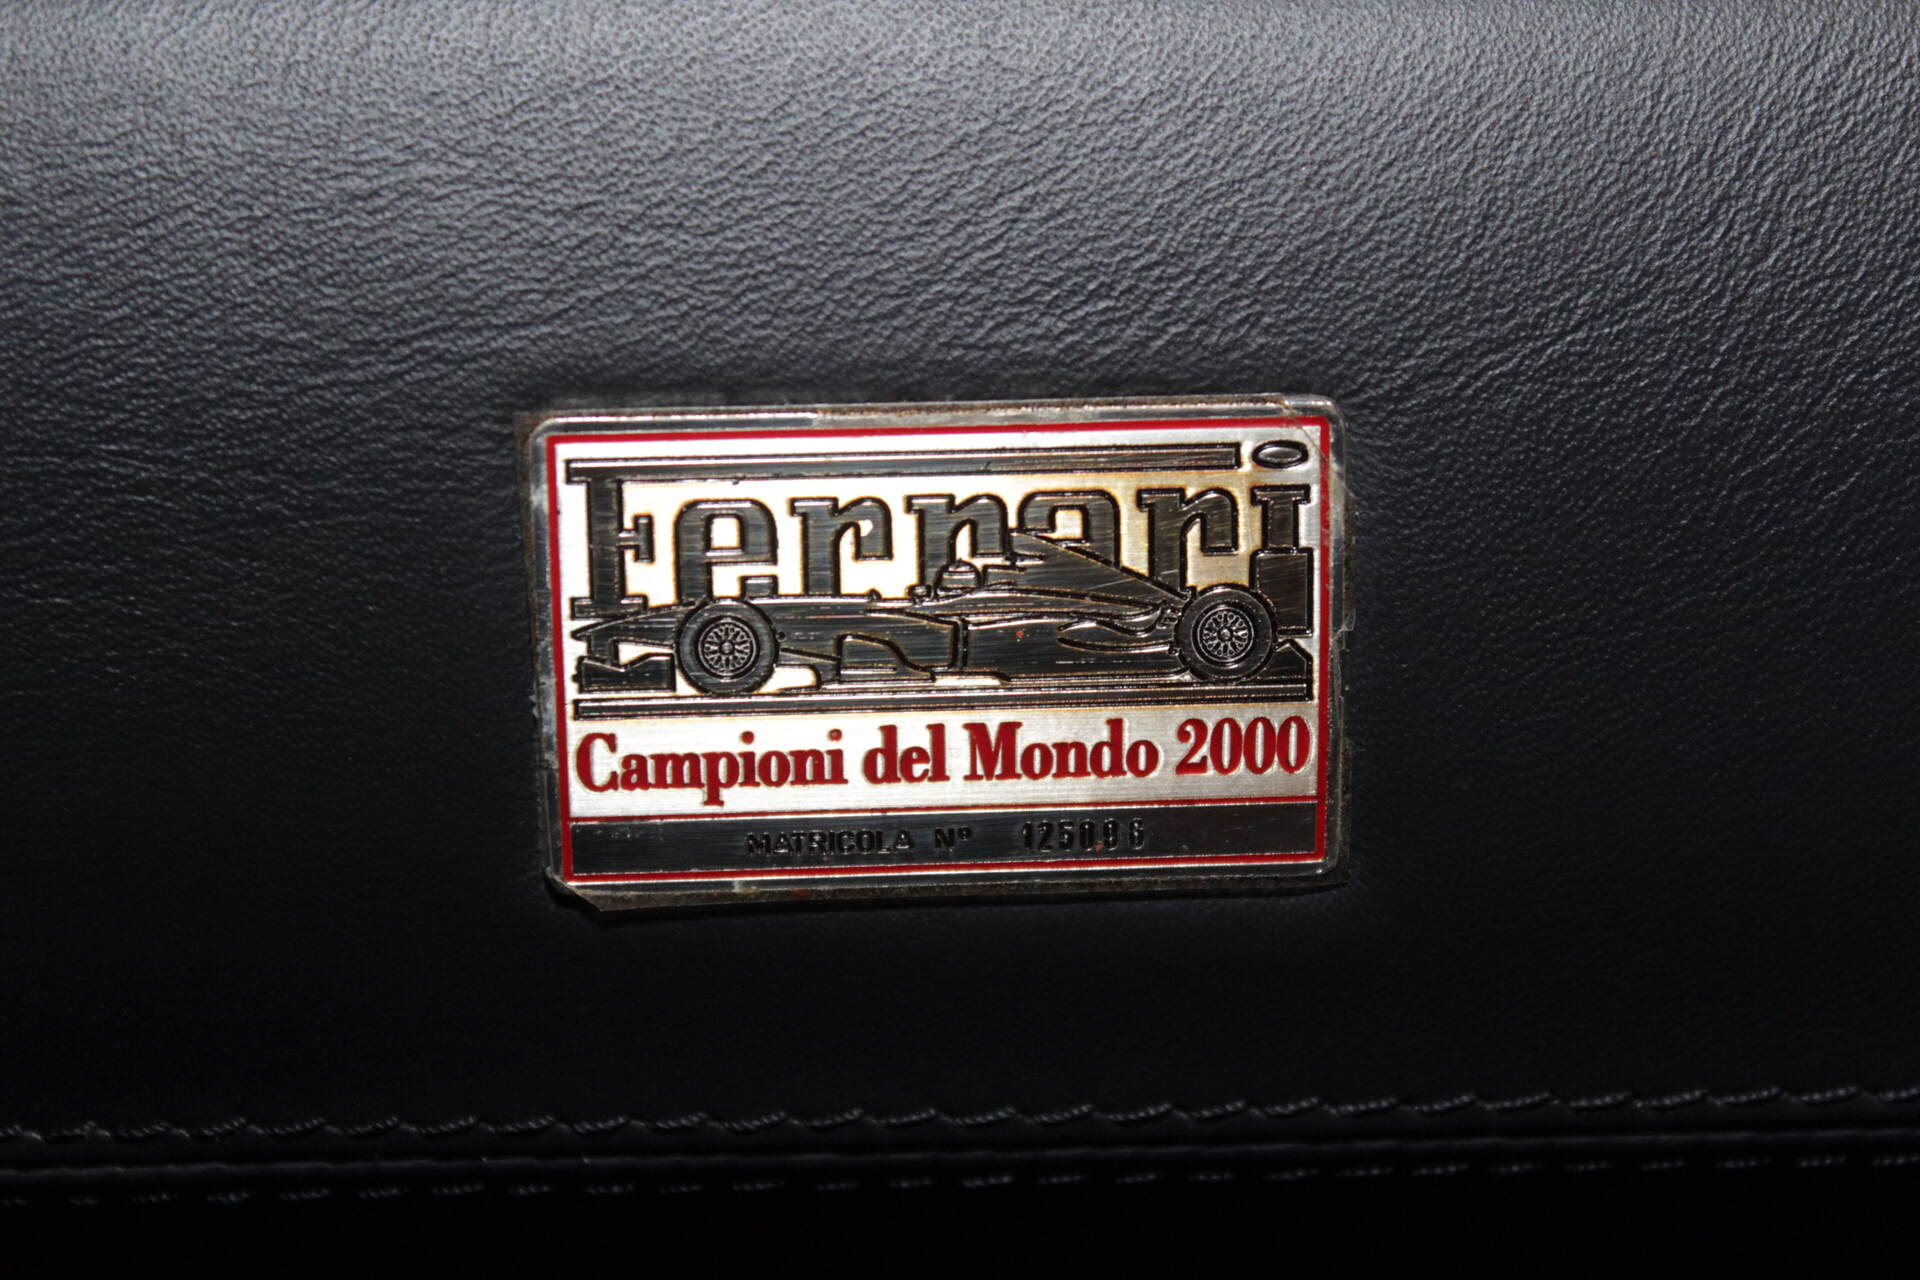 Ferrari
Campioni del Mondo 2000
MATRICOLA Nº 125096